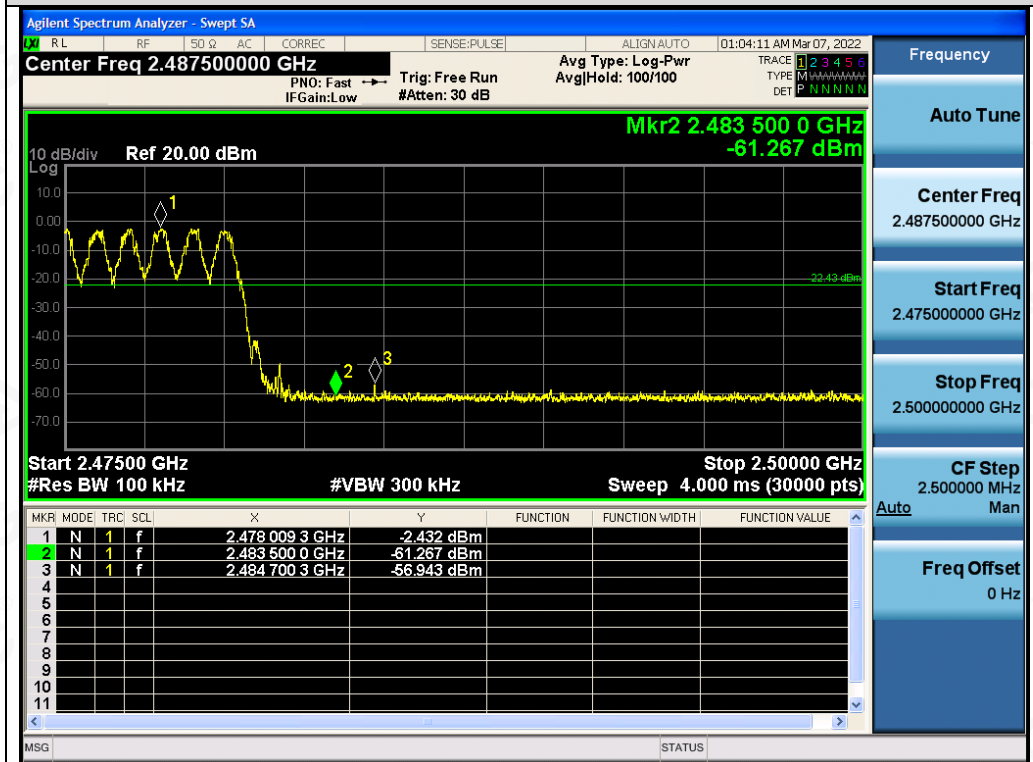 Agilent Spectrum Analyzer - Swept SA
LXI RL RF 50 Ω AC CORREC SENSE:PULSE ALIGN AUTO 01:04:11 AM Mar 07, 2022
Center Freq 2.487500000 GHz
PNO: Fast
IFGain:Low
Trig: Free Run
#Atten: 30 dB
Avg Type: Log-Pwr
Avg|Hold: 100/100
TRACE 1 2 3 4 5 6
TYPE M W W W W W
DET P N N N N N
Mkr2 2.483 500 0 GHz
-61.267 dBm
10 dB/div Ref 20.00 dBm
Log
10.0
0.00
-10.0
-20.0
-30.0
-40.0
-50.0
-60.0
-70.0
1
2
3
-22.43 dBm
Start 2.47500 GHz Stop 2.50000 GHz
#Res BW 100 kHz #VBW 300 kHz Sweep 4.000 ms (30000 pts)
MKR MODE TRC SCL X Y FUNCTION FUNCTION WIDTH FUNCTION VALUE
1 N 1 f 2.478 009 3 GHz -2.432 dBm
2 N 1 f 2.483 500 0 GHz -61.267 dBm
3 N 1 f 2.484 700 3 GHz -56.943 dBm
4
5
6
7
8
9
10
11
MSG STATUS
Frequency
Auto Tune
Center Freq
2.487500000 GHz
Start Freq
2.475000000 GHz
Stop Freq
2.500000000 GHz
CF Step
2.500000 MHz
Auto Man
Freq Offset
0 Hz